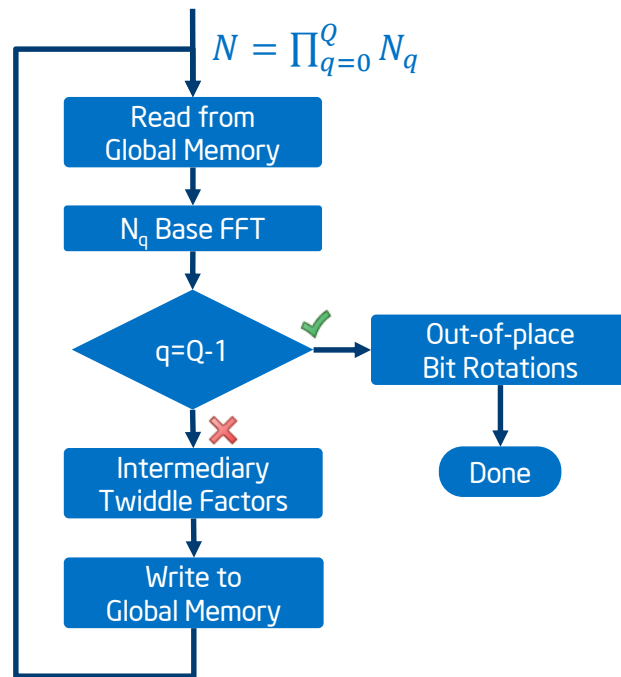 N = ∏_{q=0}^{Q} N_q
Read from
Global Memory
N_q Base FFT
q=Q-1
Out-of-place
Bit Rotations
Intermediary
Twiddle Factors
Done
Write to
Global Memory